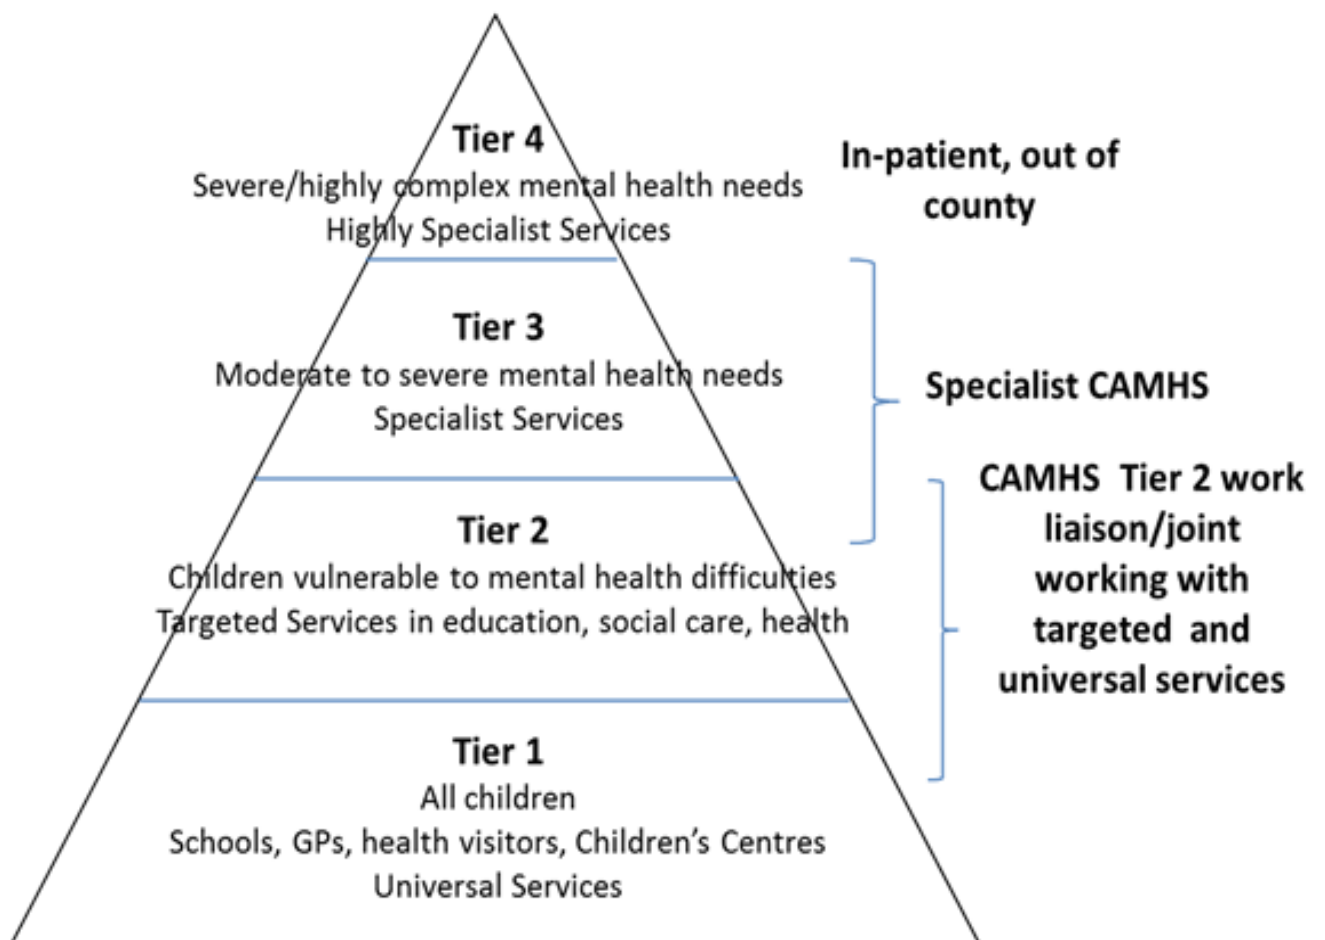 Tier 4
Severe/highly complex mental health needs
Highly Specialist Services
In-patient, out of
county
Tier 3
Moderate to severe mental health needs
Specialist Services
Specialist CAMHS
Tier 2
Children vulnerable to mental health difficulties
Targeted Services in education, social care, health
CAMHS Tier 2 work
liaison/joint
working with
targeted and
universal services
Tier 1
All children
Schools, GPs, health visitors, Children’s Centres
Universal Services